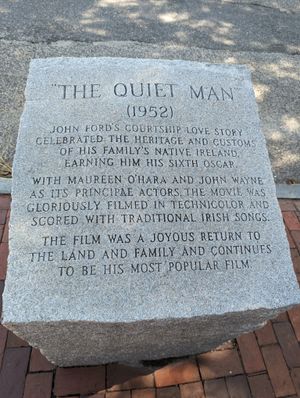 "THE QUIET MAN"
(1952)
JOHN FORD'S COURTSHIP LOVE STORY
CELEBRATED THE HERITAGE AND CUSTOMS
OF HIS FAMILY'S NATIVE IRELAND,
EARNING HIM HIS SIXTH OSCAR.
WITH MAUREEN O'HARA AND JOHN WAYNE
AS ITS PRINCIPAL ACTORS, THE MOVIE WAS
GLORIOUSLY FILMED IN TECHNICOLOR AND
SCORED WITH TRADITIONAL IRISH SONGS.
THE FILM WAS A JOYOUS RETURN TO
THE LAND AND FAMILY AND CONTINUES
TO BE HIS MOST POPULAR FILM.